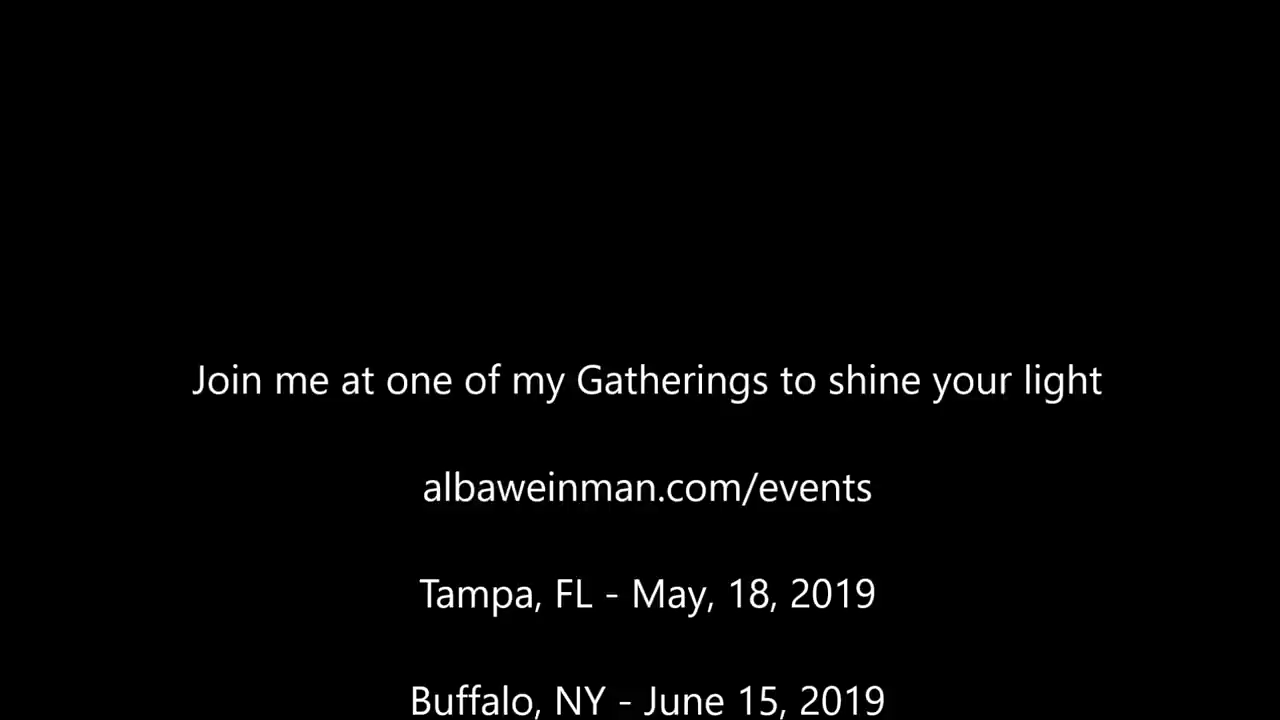 Join me at one of my Gatherings to shine your light
albaweinman.com/events
Tampa, FL - May, 18, 2019
Buffalo, NY - June 15, 2019